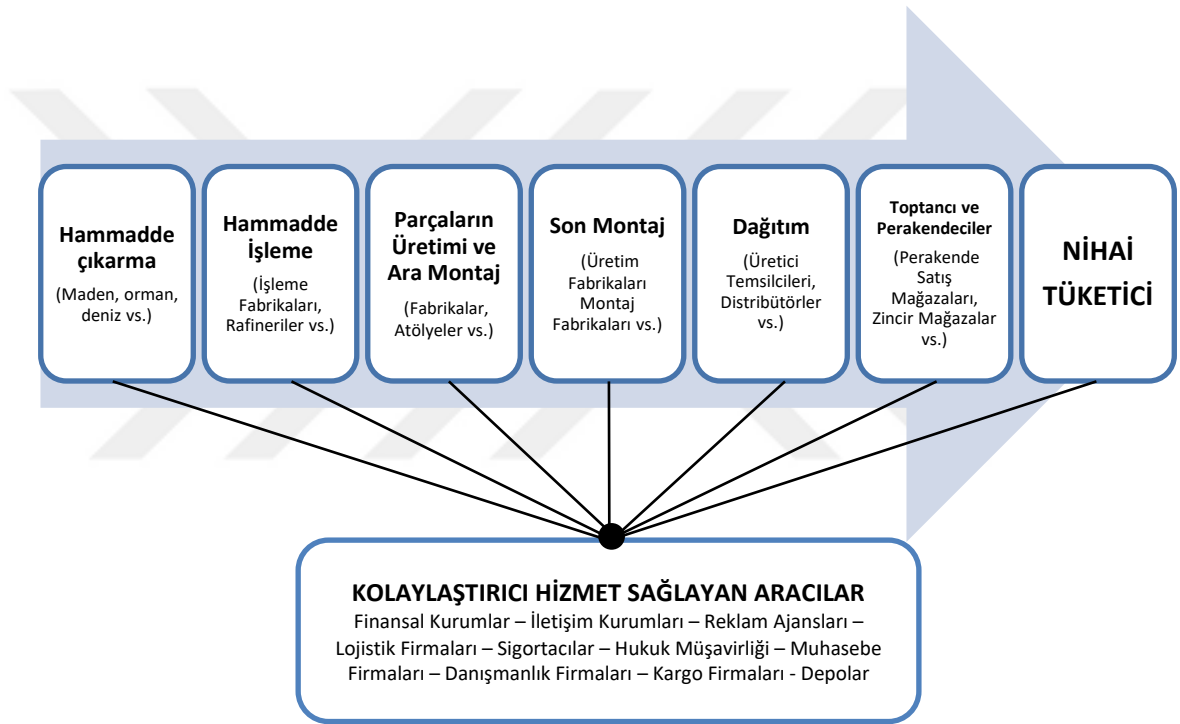 Hammadde
çıkarma
(Maden, orman,
deniz vs.)
Hammadde
İşleme
(İşleme
Fabrikaları,
Rafineriler vs.)
Parçaların
Üretimi ve
Ara Montaj
(Fabrikalar,
Atölyeler vs.)
Son Montaj
(Üretim
Fabrikaları
Montaj
Fabrikaları vs.)
Dağıtım
(Üretici
Temsilcileri,
Distribütörler
vs.)
Toptancı ve
Perakendeciler
(Perakende
Satış
Mağazaları,
Zincir Mağazalar
vs.)
NİHAİ
TÜKETİCİ
KOLAYLAŞTIRICI HİZMET SAĞLAYAN ARACILAR
Finansal Kurumlar – İletişim Kurumları – Reklam Ajansları –
Lojistik Firmaları – Sigortacılar – Hukuk Müşavirliği – Muhasebe
Firmaları – Danışmanlık Firmaları – Kargo Firmaları - Depolar